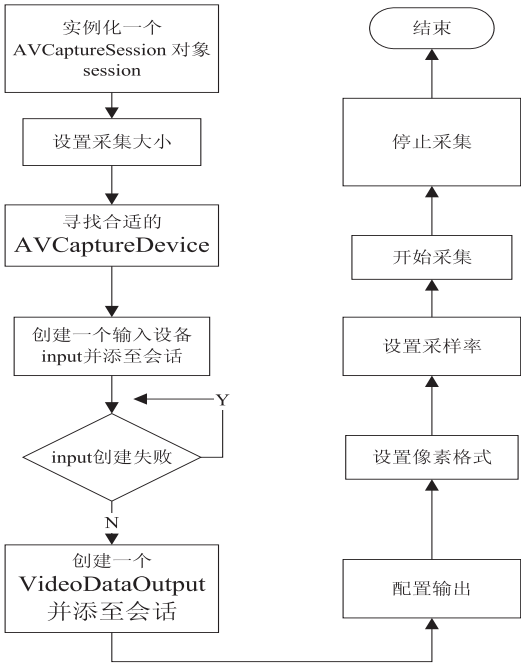 实例化一个
AVCaptureSession 对象
session
设置采集大小
寻找合适的
AVCaptureDevice
创建一个输入设备
input并添至会话
Y
input创建失败
N
创建一个
VideoDataOutput
并添至会话
配置输出
设置像素格式
设置采样率
开始采集
停止采集
结束